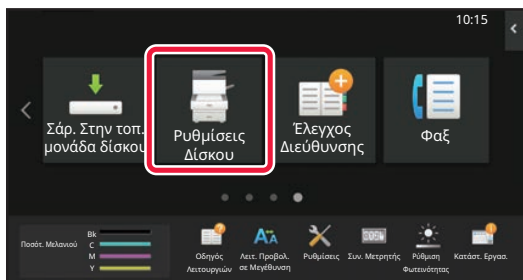 10:15
Σάρ. Στην τοπ.
μονάδα δίσκου
Ρυθμίσεις
Δίσκου
Έλεγχος
Διεύθυνσης
Φαξ
Ποσότ. Μελανιού
Bk
C
M
Y
Οδηγός
Λειτουργιών
Λειτ. Προβολ.
σε Μεγέθυνση
Ρυθμίσεις
Συν. Μετρητής
Ρύθμιση
Φωτεινότητας
Κατάστ. Εργασ.